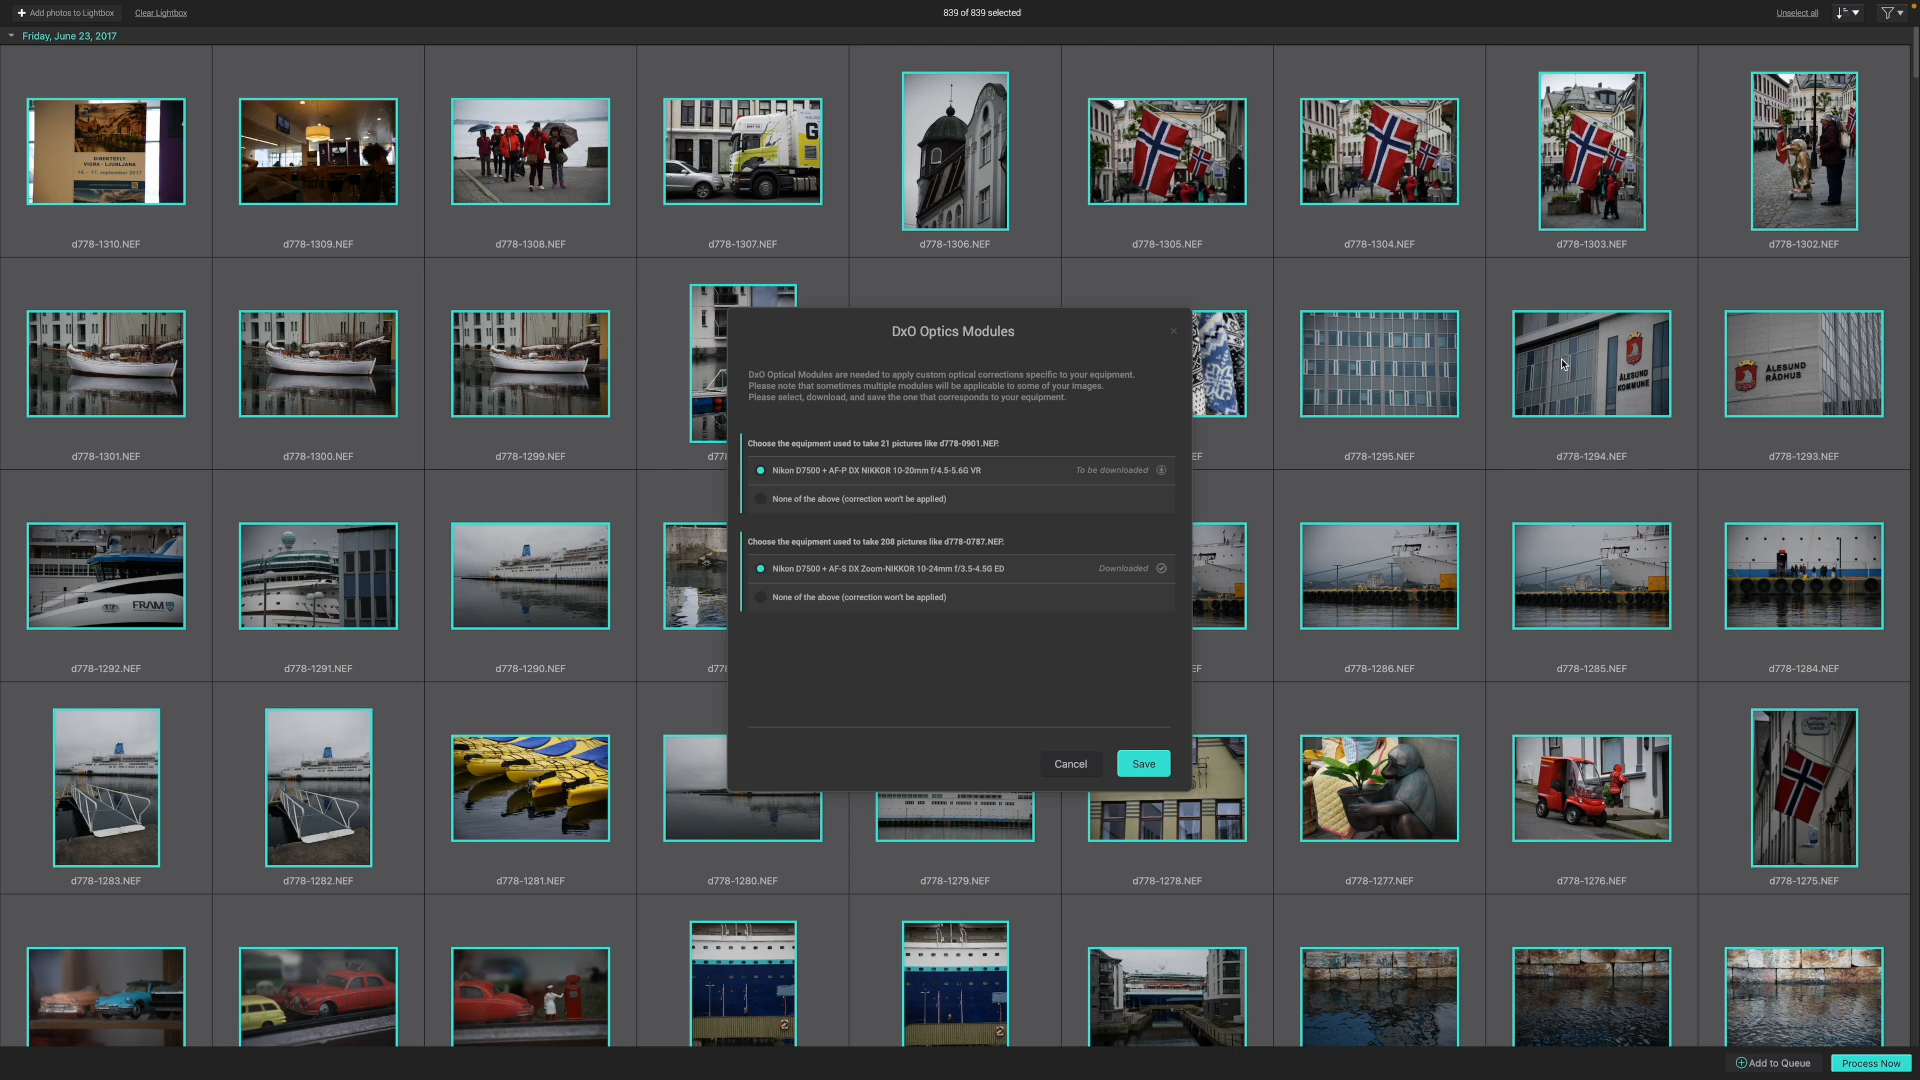 Add photos to Lightbox
Clear Lightbox
839 of 839 selected
Unselect all
Friday, June 23, 2017
DIREKTEFLY
VIGRA - LJUBLJANA
14. - 17. september 2017
G
d778-1310.NEF
d778-1309.NEF
d778-1308.NEF
d778-1307.NEF
d778-1306.NEF
d778-1305.NEF
d778-1304.NEF
d778-1303.NEF
d778-1302.NEF
ÅLESUND
KOMMUNE
ÅLESUND
RÅDHUS
d778-1301.NEF
d778-1300.NEF
d778-1299.NEF
d778-1295.NEF
d778-1294.NEF
d778-1293.NEF
DxO Optics Modules
DxO Optical Modules are needed to apply custom optical corrections specific to your equipment.
Please note that sometimes multiple modules will be applicable to some of your images.
Please select, download, and save the one that corresponds to your equipment.
Choose the equipment used to take 21 pictures like d778-0901.NEF.
Nikon D7500 + AF-P DX NIKKOR 10-20mm f/4.5-5.6G VR
To be downloaded
None of the above (correction won't be applied)
Choose the equipment used to take 208 pictures like d778-0787.NEF.
Nikon D7500 + AF-S DX Zoom-NIKKOR 10-24mm f/3.5-4.5G ED
Downloaded
None of the above (correction won't be applied)
Cancel
Save
FRAM
d778-1292.NEF
d778-1291.NEF
d778-1290.NEF
d778-1286.NEF
d778-1285.NEF
d778-1284.NEF
d778-1283.NEF
d778-1282.NEF
d778-1281.NEF
d778-1280.NEF
d778-1279.NEF
d778-1278.NEF
d778-1277.NEF
d778-1276.NEF
d778-1275.NEF
2
2
Add to Queue
Process Now